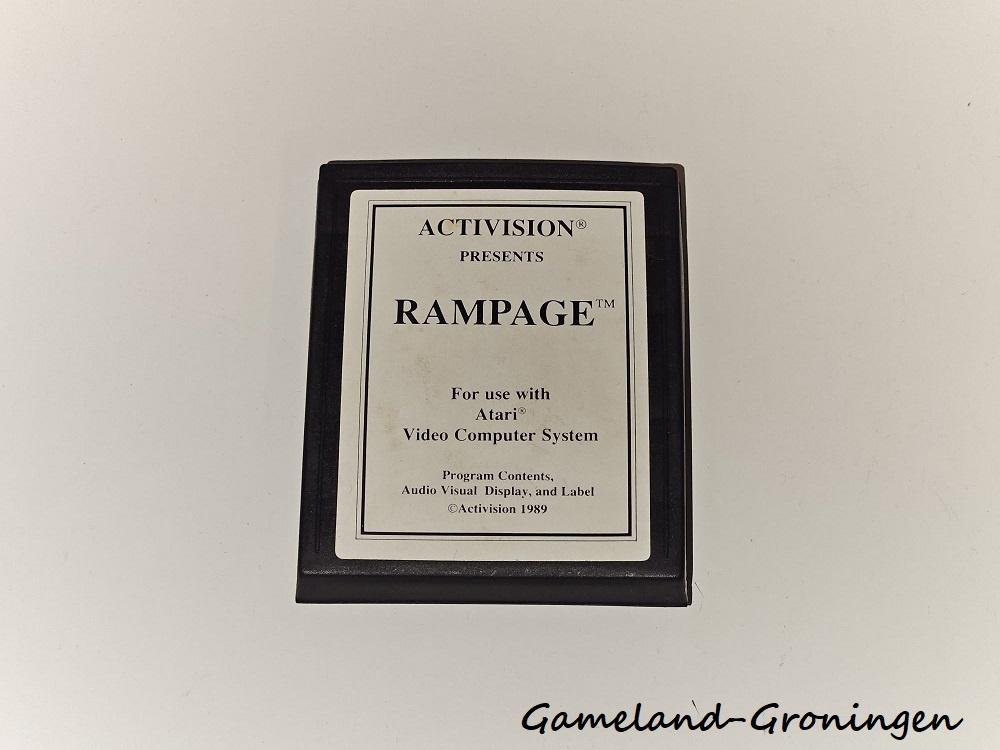 ACTIVISION®
PRESENTS
RAMPAGE™
For use with
Atari®
Video Computer System
Program Contents,
Audio Visual Display, and Label
©Activision 1989
Gameland-Groningen